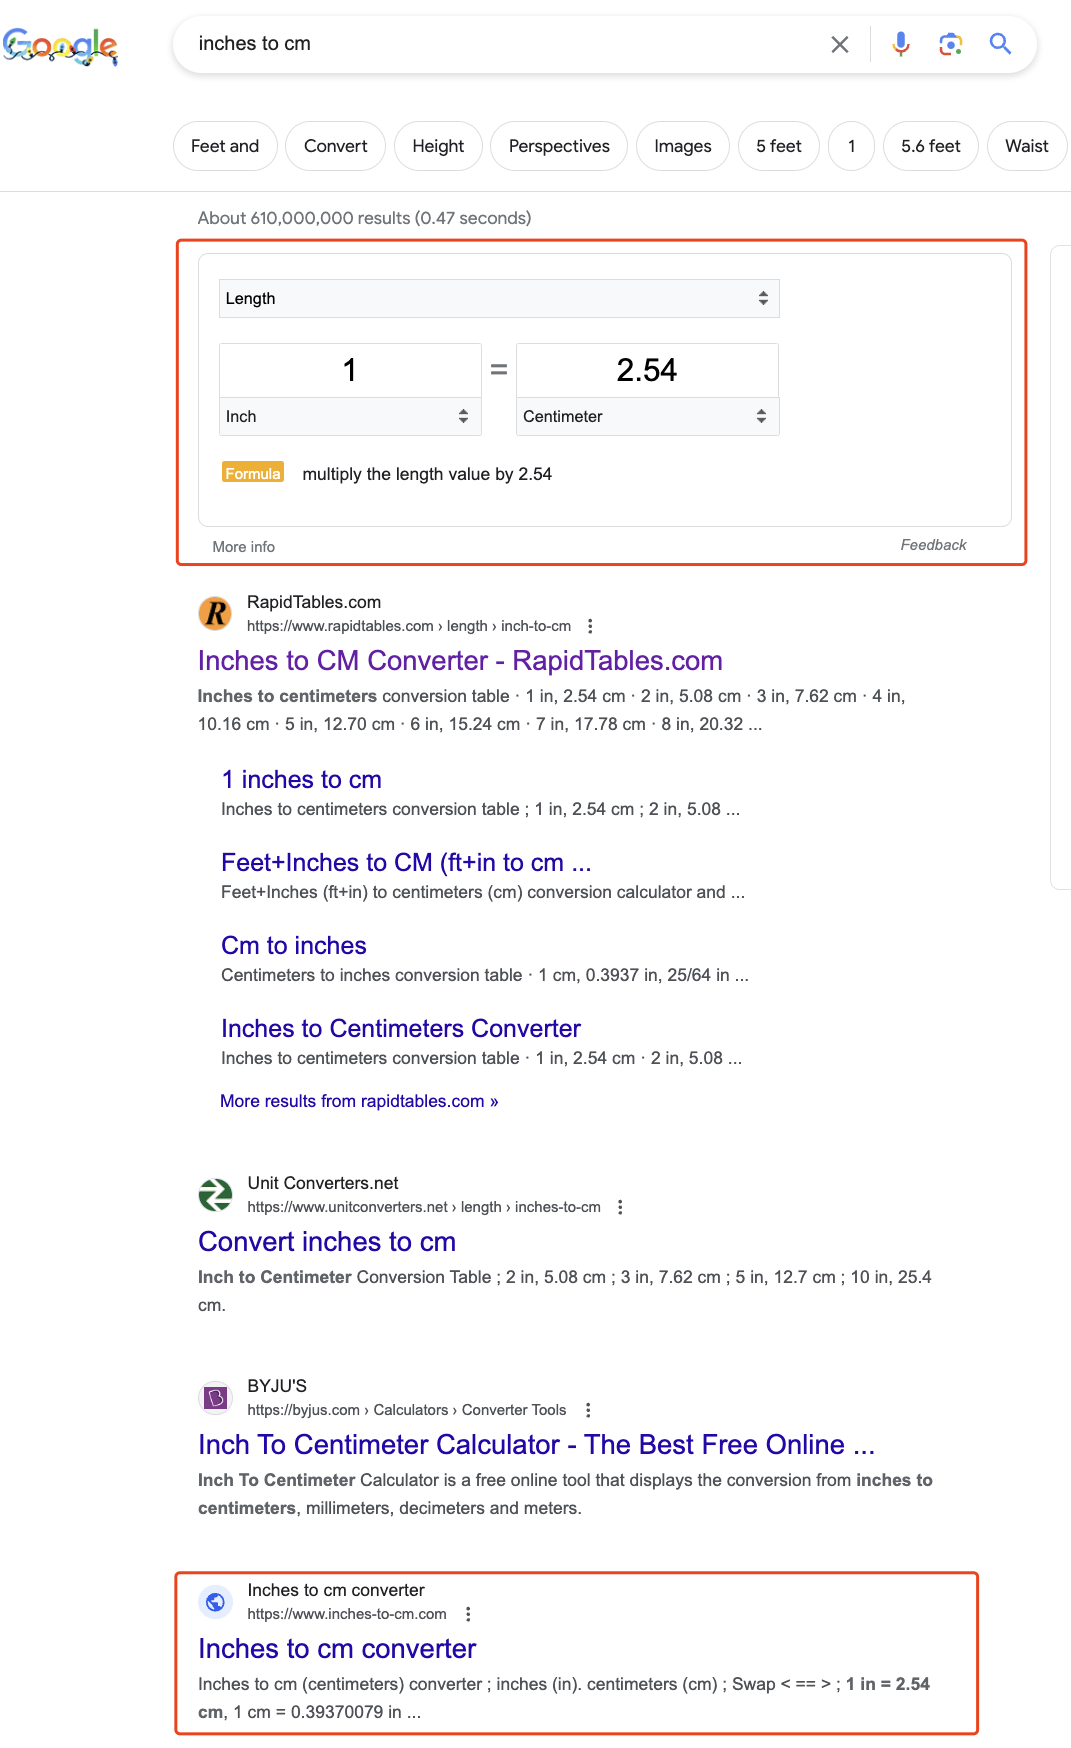 Google
inches to cm
Feet and
Convert
Height
Perspectives
Images
5 feet
1
5.6 feet
Waist
About 610,000,000 results (0.47 seconds)
Length
1 = 2.54
Inch
Centimeter
Formula multiply the length value by 2.54
More info
Feedback
RapidTables.com
https://www.rapidtables.com › length › inch-to-cm
Inches to CM Converter - RapidTables.com
Inches to centimeters conversion table · 1 in, 2.54 cm · 2 in, 5.08 cm · 3 in, 7.62 cm · 4 in,
10.16 cm · 5 in, 12.70 cm · 6 in, 15.24 cm · 7 in, 17.78 cm · 8 in, 20.32 ...
1 inches to cm
Inches to centimeters conversion table ; 1 in, 2.54 cm ; 2 in, 5.08 ...
Feet+Inches to CM (ft+in to cm ...
Feet+Inches (ft+in) to centimeters (cm) conversion calculator and ...
Cm to inches
Centimeters to inches conversion table · 1 cm, 0.3937 in, 25/64 in ...
Inches to Centimeters Converter
Inches to centimeters conversion table · 1 in, 2.54 cm · 2 in, 5.08 ...
More results from rapidtables.com »
Unit Converters.net
https://www.unitconverters.net › length › inches-to-cm
Convert inches to cm
Inch to Centimeter Conversion Table ; 2 in, 5.08 cm ; 3 in, 7.62 cm ; 5 in, 12.7 cm ; 10 in, 25.4
cm.
BYJU'S
https://byjus.com › Calculators › Converter Tools
Inch To Centimeter Calculator - The Best Free Online ...
Inch To Centimeter Calculator is a free online tool that displays the conversion from inches to
centimeters, millimeters, decimeters and meters.
Inches to cm converter
https://www.inches-to-cm.com
Inches to cm converter
Inches to cm (centimeters) converter ; inches (in). centimeters (cm) ; Swap < == > ; 1 in = 2.54
cm, 1 cm = 0.39370079 in ...